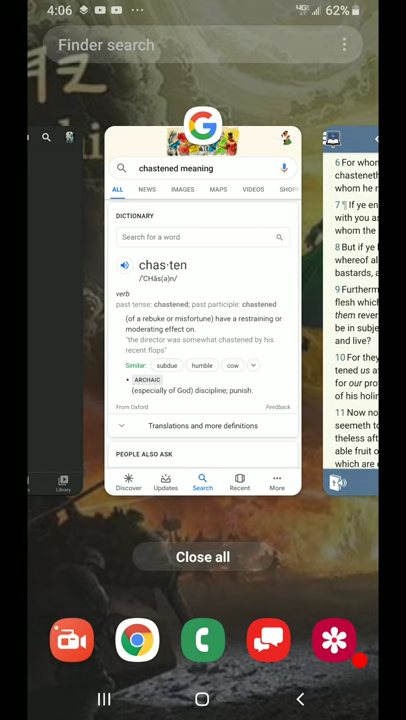 4:06
62%
Finder search
chastened meaning
ALL NEWS IMAGES MAPS VIDEOS SHOP
DICTIONARY
Search for a word
chas·ten
/ˈCHās(ə)n/
verb
past tense: chastened; past participle: chastened
(of a rebuke or misfortune) have a restraining or
moderating effect on.
"the director was somewhat chastened by his
recent flops"
Similar: subdue humble cow
ARCHAIC
(especially of God) discipline; punish.
From Oxford Feedback
Translations and more definitions
PEOPLE ALSO ASK
Discover Updates Search Recent More
Library
6 For whom
chasteneth
whom he r
7 ¶ If ye en
with you as
whom the
8 But if ye
whereof al
bastards, a
9 Furtherm
flesh which
them rever
be in subje
and live?
10 For they
tened us a
for our pro
of his holin
11 Now no
seemeth to
theless aft
able fruit o
which are e
Close all